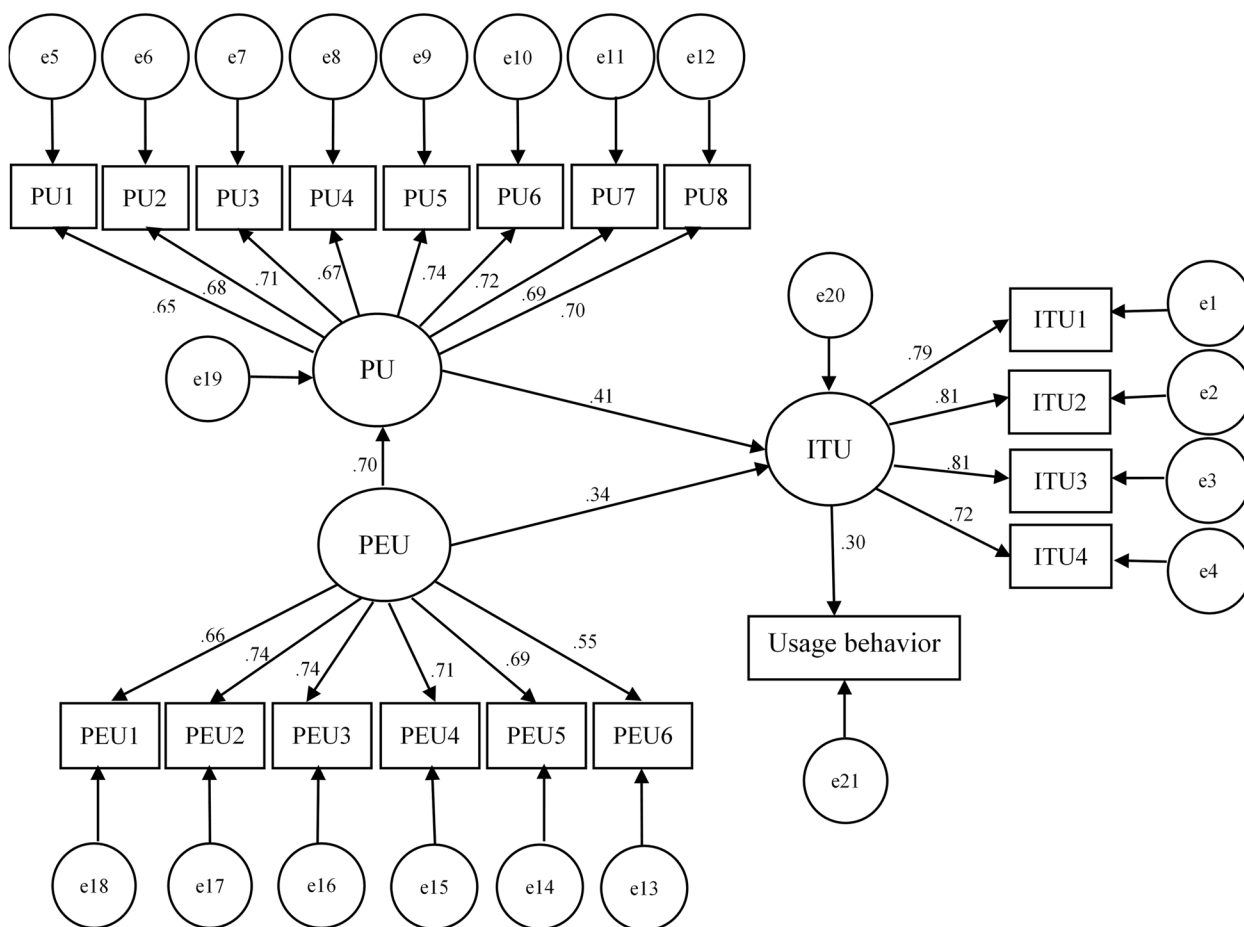 e5
e6
e7
e8
e9
e10
e11
e12
PU1
PU2
PU3
PU4
PU5
PU6
PU7
PU8
.65
.68
.71
.67
.74
.72
.69
.70
e19
PU
e20
ITU
.41
.70
.34
PEU
.79
.81
.81
.72
ITU1
ITU2
ITU3
ITU4
e1
e2
e3
e4
.30
Usage behavior
e21
.66
.74
.74
.71
.69
.55
PEU1
PEU2
PEU3
PEU4
PEU5
PEU6
e18
e17
e16
e15
e14
e13